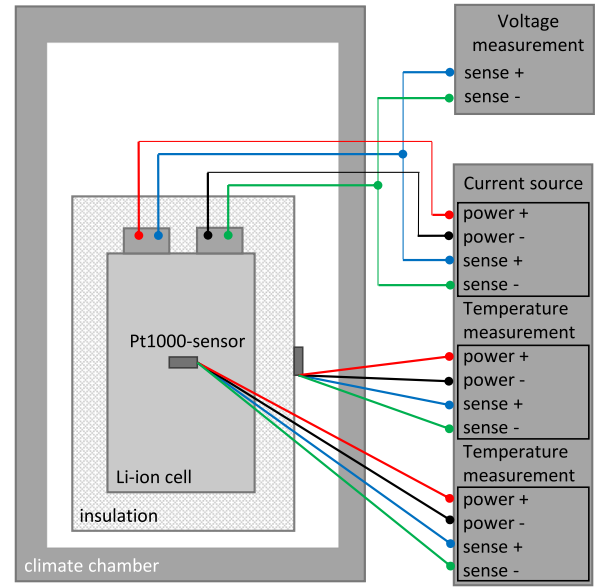 Voltage
measurement
sense +
sense -
Current source
power +
power -
sense +
sense -
Temperature
measurement
power +
power -
sense +
sense -
Temperature
measurement
power +
power -
sense +
sense -
Pt1000-sensor
Li-ion cell
insulation
climate chamber